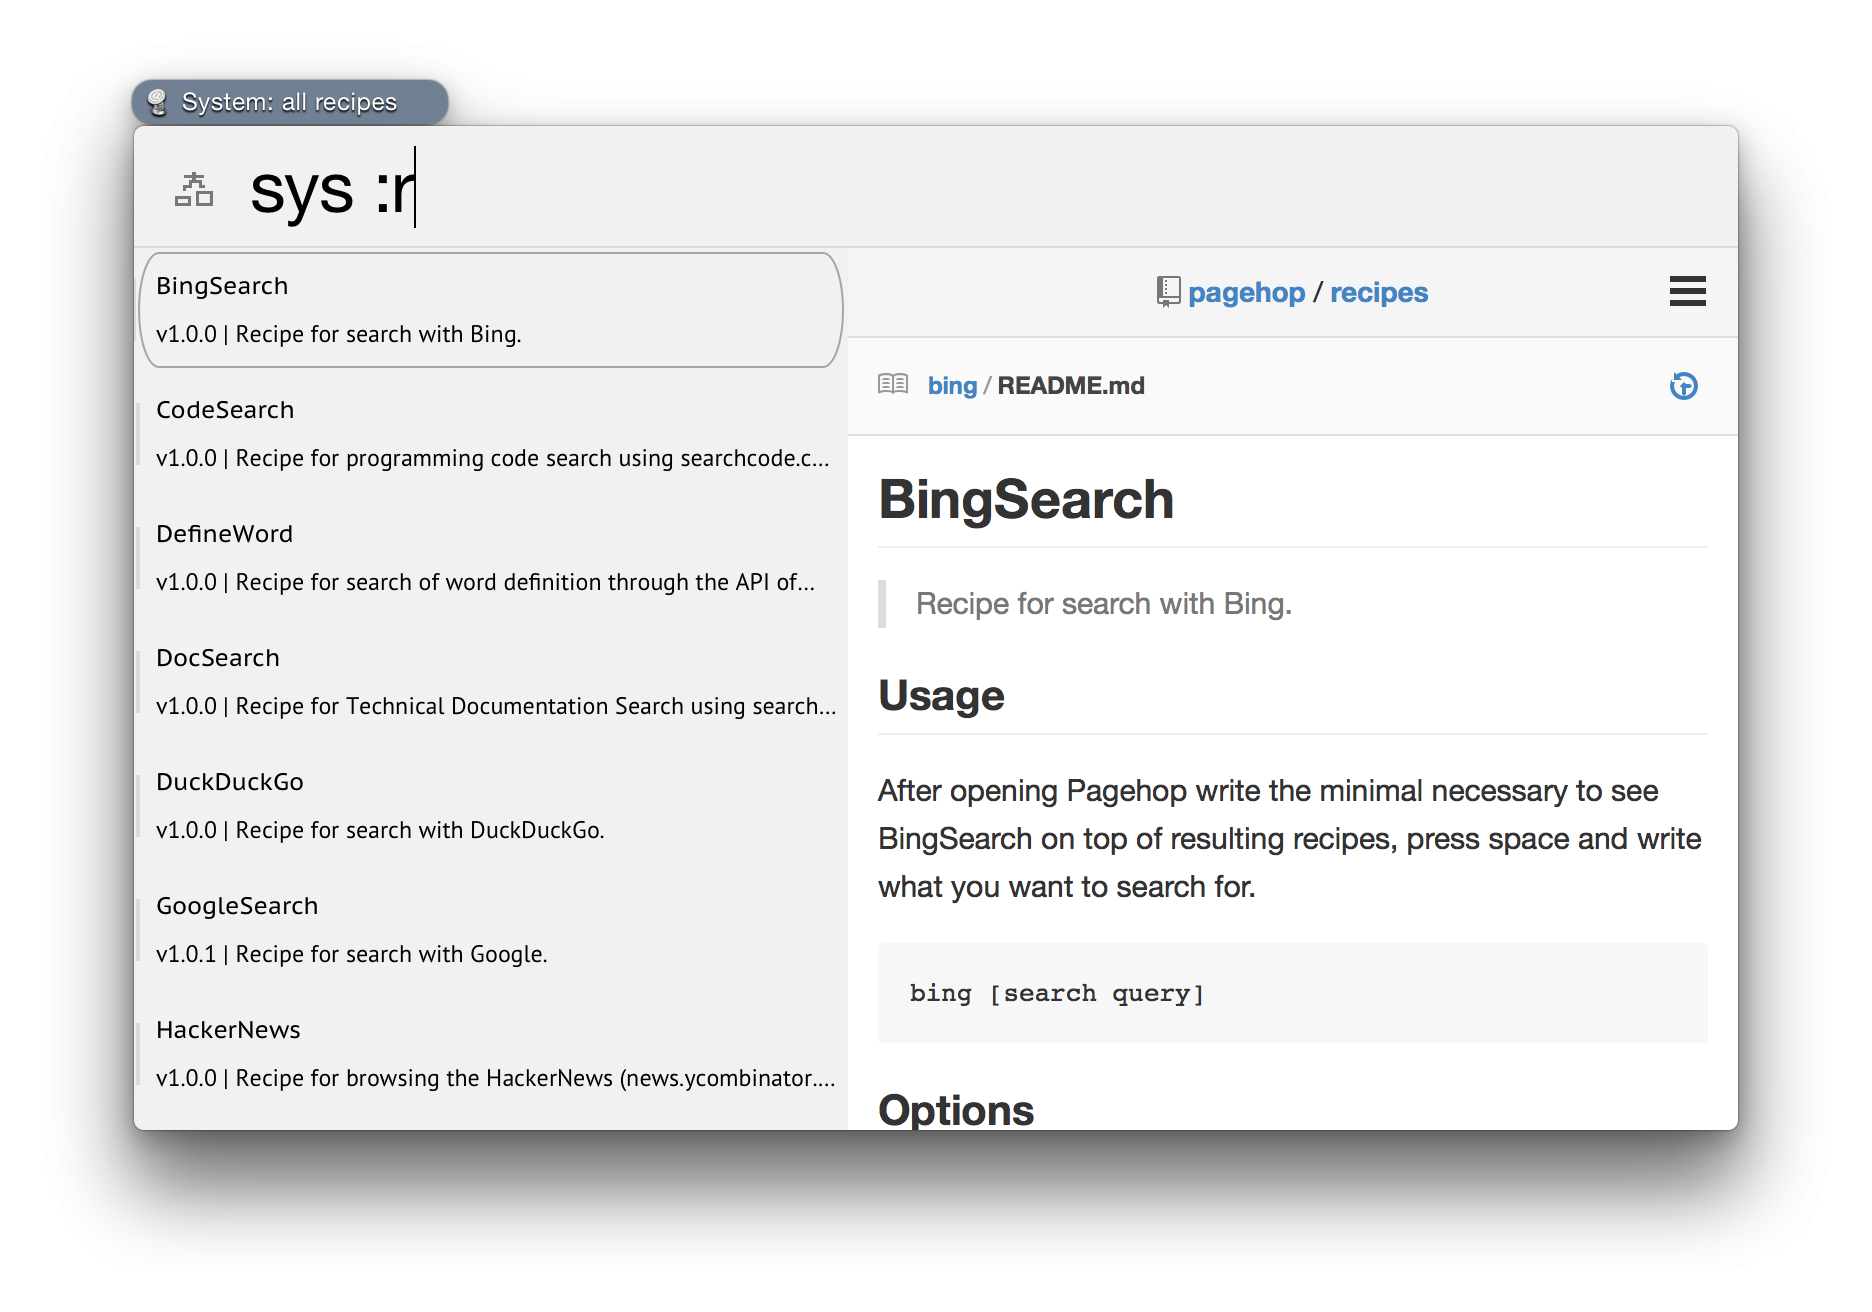 System: all recipes
sys :r
BingSearch
v1.0.0 | Recipe for search with Bing.
CodeSearch
v1.0.0 | Recipe for programming code search using searchcode.c...
DefineWord
v1.0.0 | Recipe for search of word definition through the API of...
DocSearch
v1.0.0 | Recipe for Technical Documentation Search using search...
DuckDuckGo
v1.0.0 | Recipe for search with DuckDuckGo.
GoogleSearch
v1.0.1 | Recipe for search with Google.
HackerNews
v1.0.0 | Recipe for browsing the HackerNews (news.ycombinator....
pagehop / recipes
bing / README.md
BingSearch
Recipe for search with Bing.
Usage
After opening Pagehop write the minimal necessary to see
BingSearch on top of resulting recipes, press space and write
what you want to search for.
bing [search query]
Options